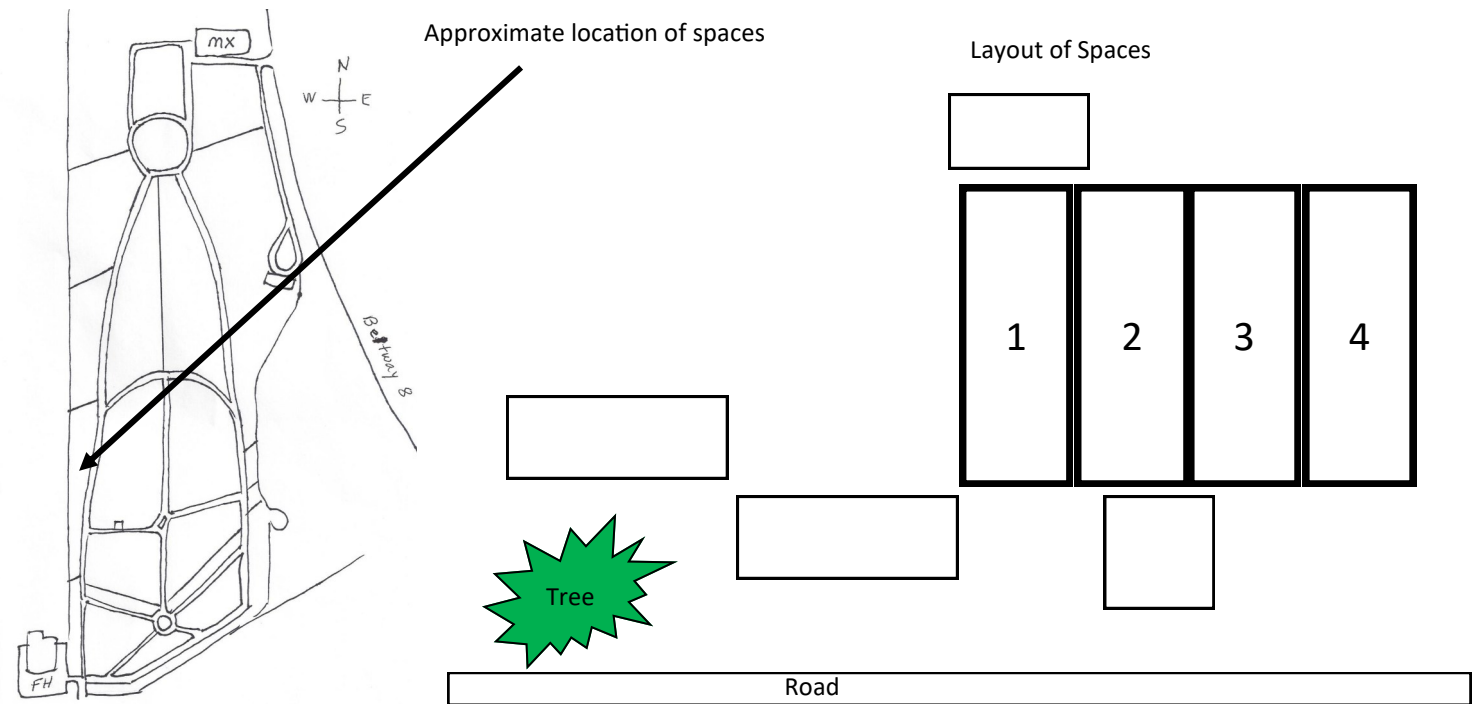 Approximate location of spaces
Layout of Spaces
MX
N
W E
S
Beltway 8
FH
1 2 3 4
Tree
Road